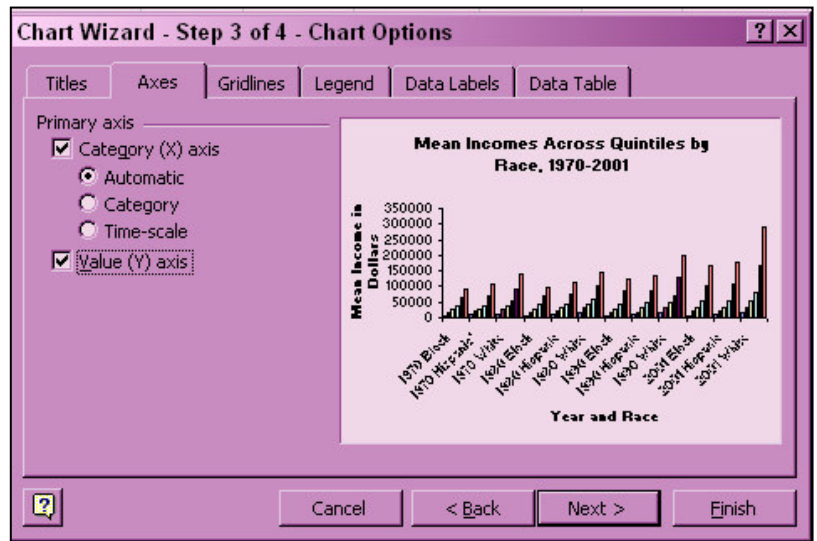 Chart Wizard - Step 3 of 4 - Chart Options
Titles Axes Gridlines Legend Data Labels Data Table
Primary axis
Category (X) axis
Automatic
Category
Time-scale
Value (Y) axis
Mean Incomes Across Quintiles by
Race, 1970-2001
Mean Income in
Dollars
350000
300000
250000
200000
150000
100000
50000
0
1970 Black
1970 Hispanic*
1970 White
1980 Black
1980 Hispanic
1980 White
1990 Black
1990 Hispanic
1990 White
2001 Black
2001 Hispanic
2001 White
Year and Race
Cancel < Back Next > Finish